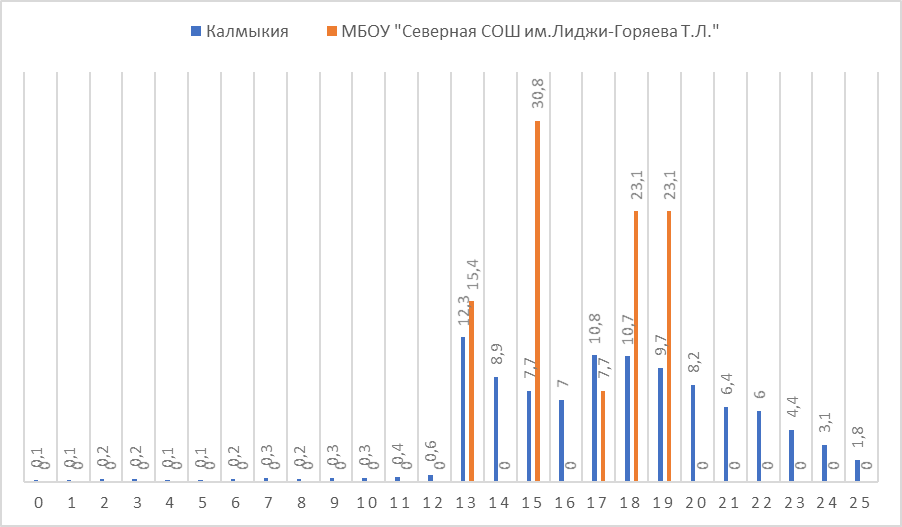 Калмыкия МБОУ "Северная СОШ им.Лиджи-Горяева Т.Л."
0,1 0 0,1 0 0,2 0 0,2 0 0,1 0 0,1 0 0,2 0 0,3 0 0,2 0 0,3 0 0,3 0 0,4 0 0,6 0 12,3 15,4 8,9 0 7,7 30,8 7 0 10,8 7,7 10,7 23,1 9,7 23,1 8,2 0 6,4 0 6 0 4,4 0 3,1 0 1,8 0
0 1 2 3 4 5 6 7 8 9 10 11 12 13 14 15 16 17 18 19 20 21 22 23 24 25